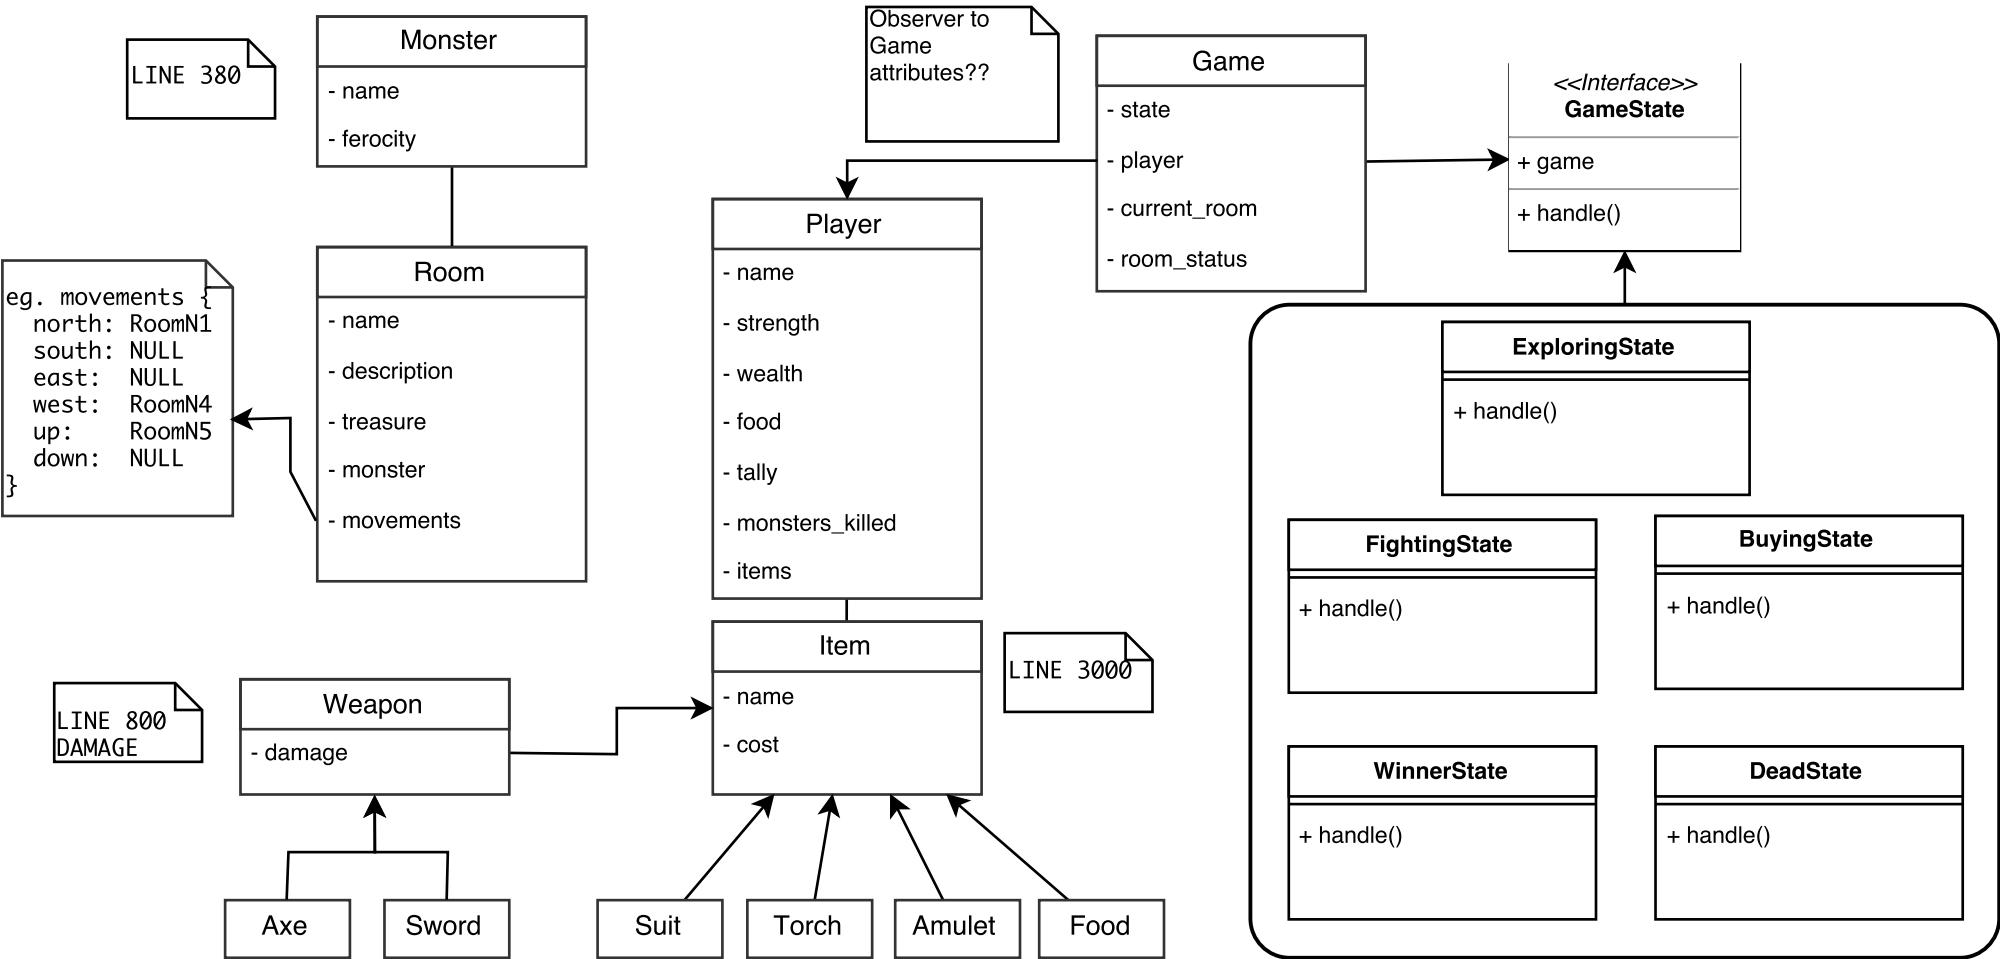 LINE 380
Monster
- name
- ferocity
Observer to
Game
attributes??
Game
- state
- player
- current_room
- room_status
<<Interface>>
GameState
+ game
+ handle()
eg. movements {
north: RoomN1
south: NULL
east: NULL
west: RoomN4
up: RoomN5
down: NULL
}
Room
- name
- description
- treasure
- monster
- movements
Player
- name
- strength
- wealth
- food
- tally
- monsters_killed
- items
ExploringState
+ handle()
FightingState
+ handle()
BuyingState
+ handle()
WinnerState
+ handle()
DeadState
+ handle()
LINE 800
DAMAGE
Weapon
- damage
Item
- name
- cost
LINE 3000
Axe
Sword
Suit
Torch
Amulet
Food